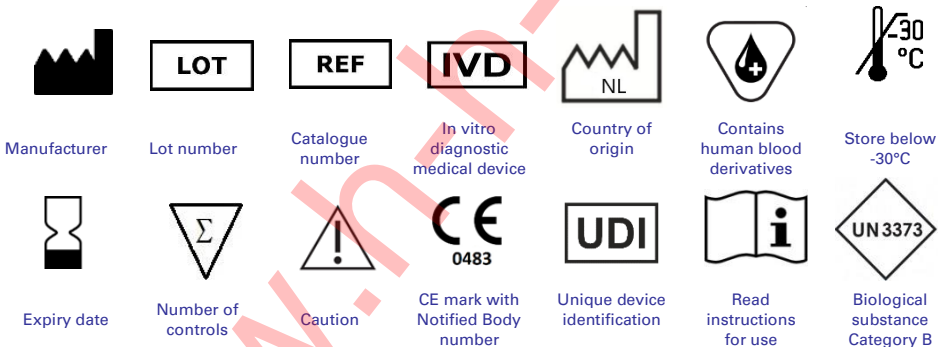 LOT
REF
IVD
NL
-30
°C
Manufacturer
Lot number
Catalogue
number
In vitro
diagnostic
medical device
Country of
origin
Contains
human blood
derivatives
Store below
-30°C
Σ
!
CE
0483
UDI
i
UN 3373
Expiry date
Number of
controls
Caution
CE mark with
Notified Body
number
Unique device
identification
Read
instructions
for use
Biological
substance
Category B